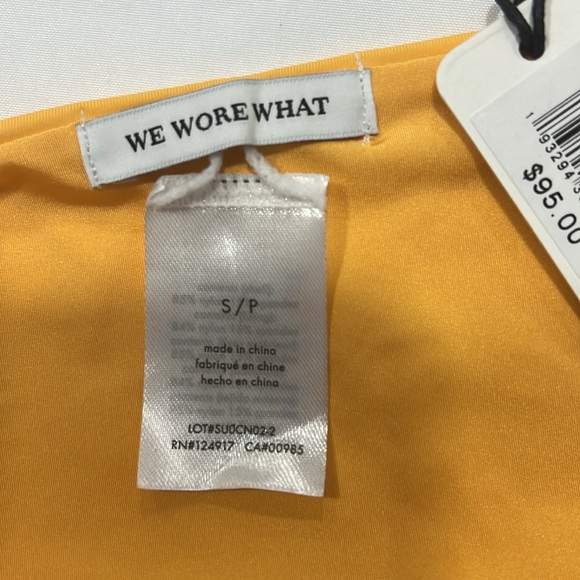 WE WORE WHAT
S/P
made in china
fabriqué en chine
hecho en china
LOT#SU0CN02-2
RN#124917 CA#00985
$95.00